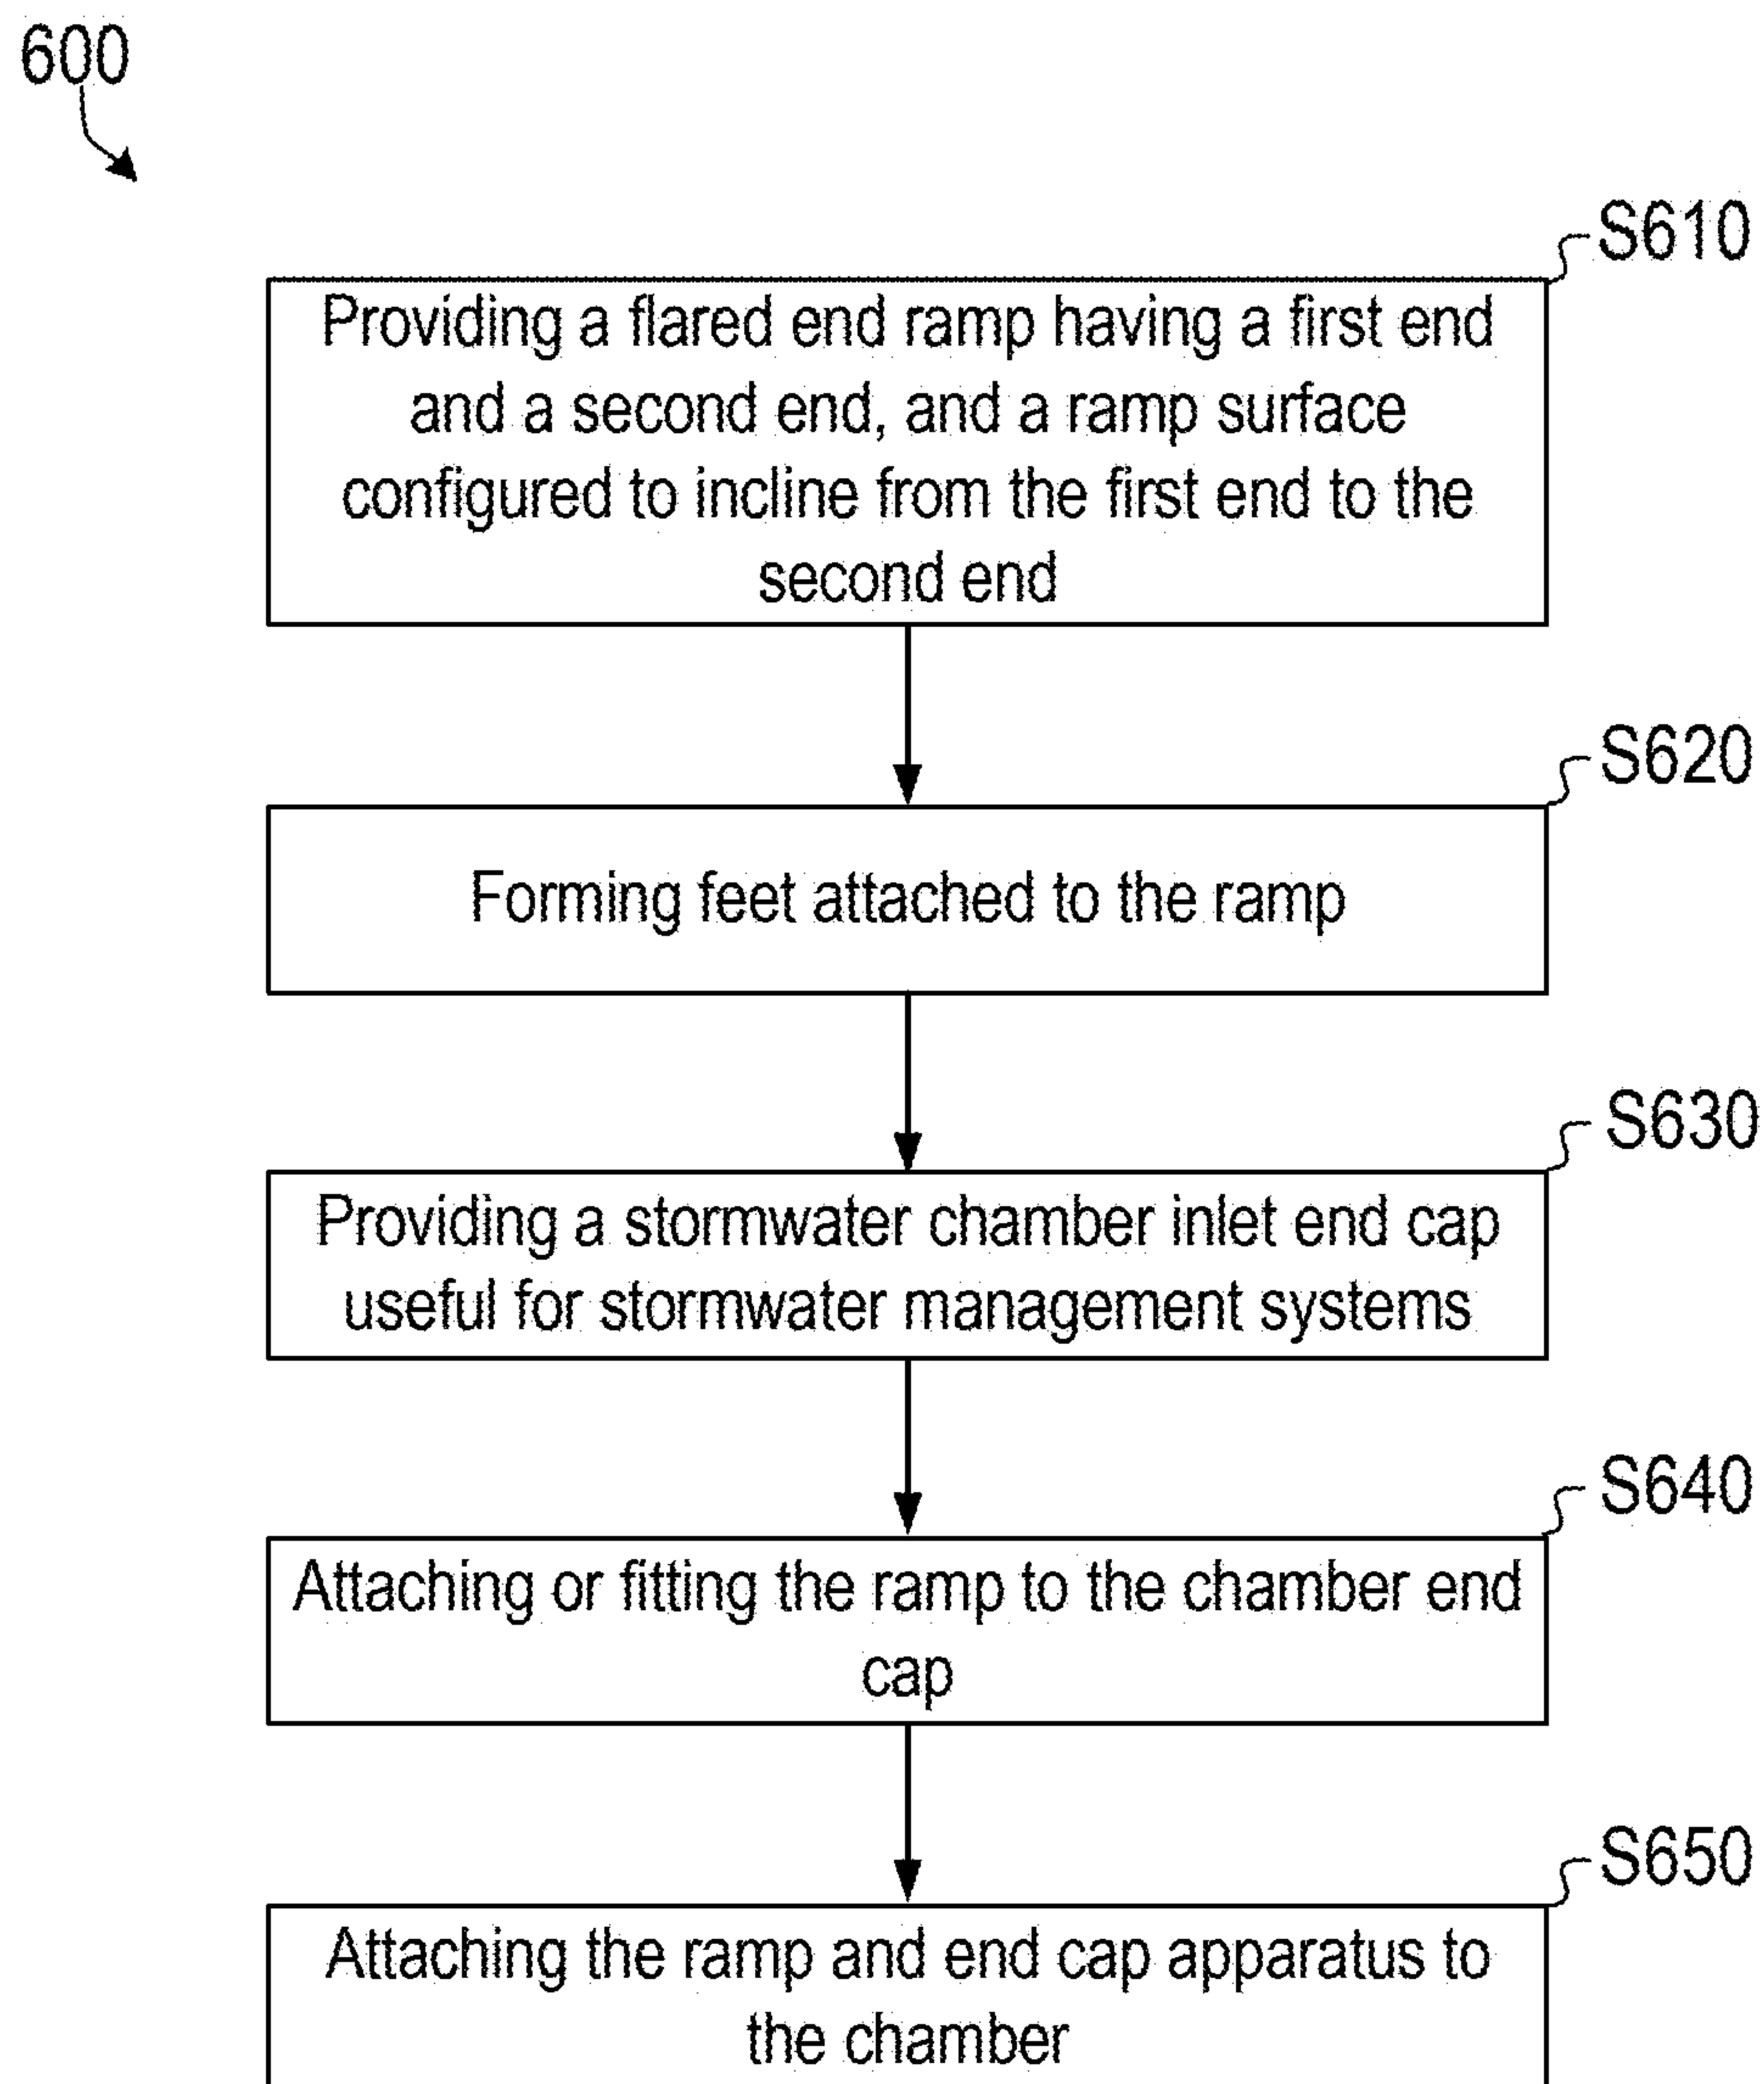 600
S610
Providing a flared end ramp having a first end
and a second end, and a ramp surface
configured to incline from the first end to the
second end
S620
Forming feet attached to the ramp
S630
Providing a stormwater chamber inlet end cap
useful for stormwater management systems
S640
Attaching or fitting the ramp to the chamber end
cap
S650
Attaching the ramp and end cap apparatus to
the chamber